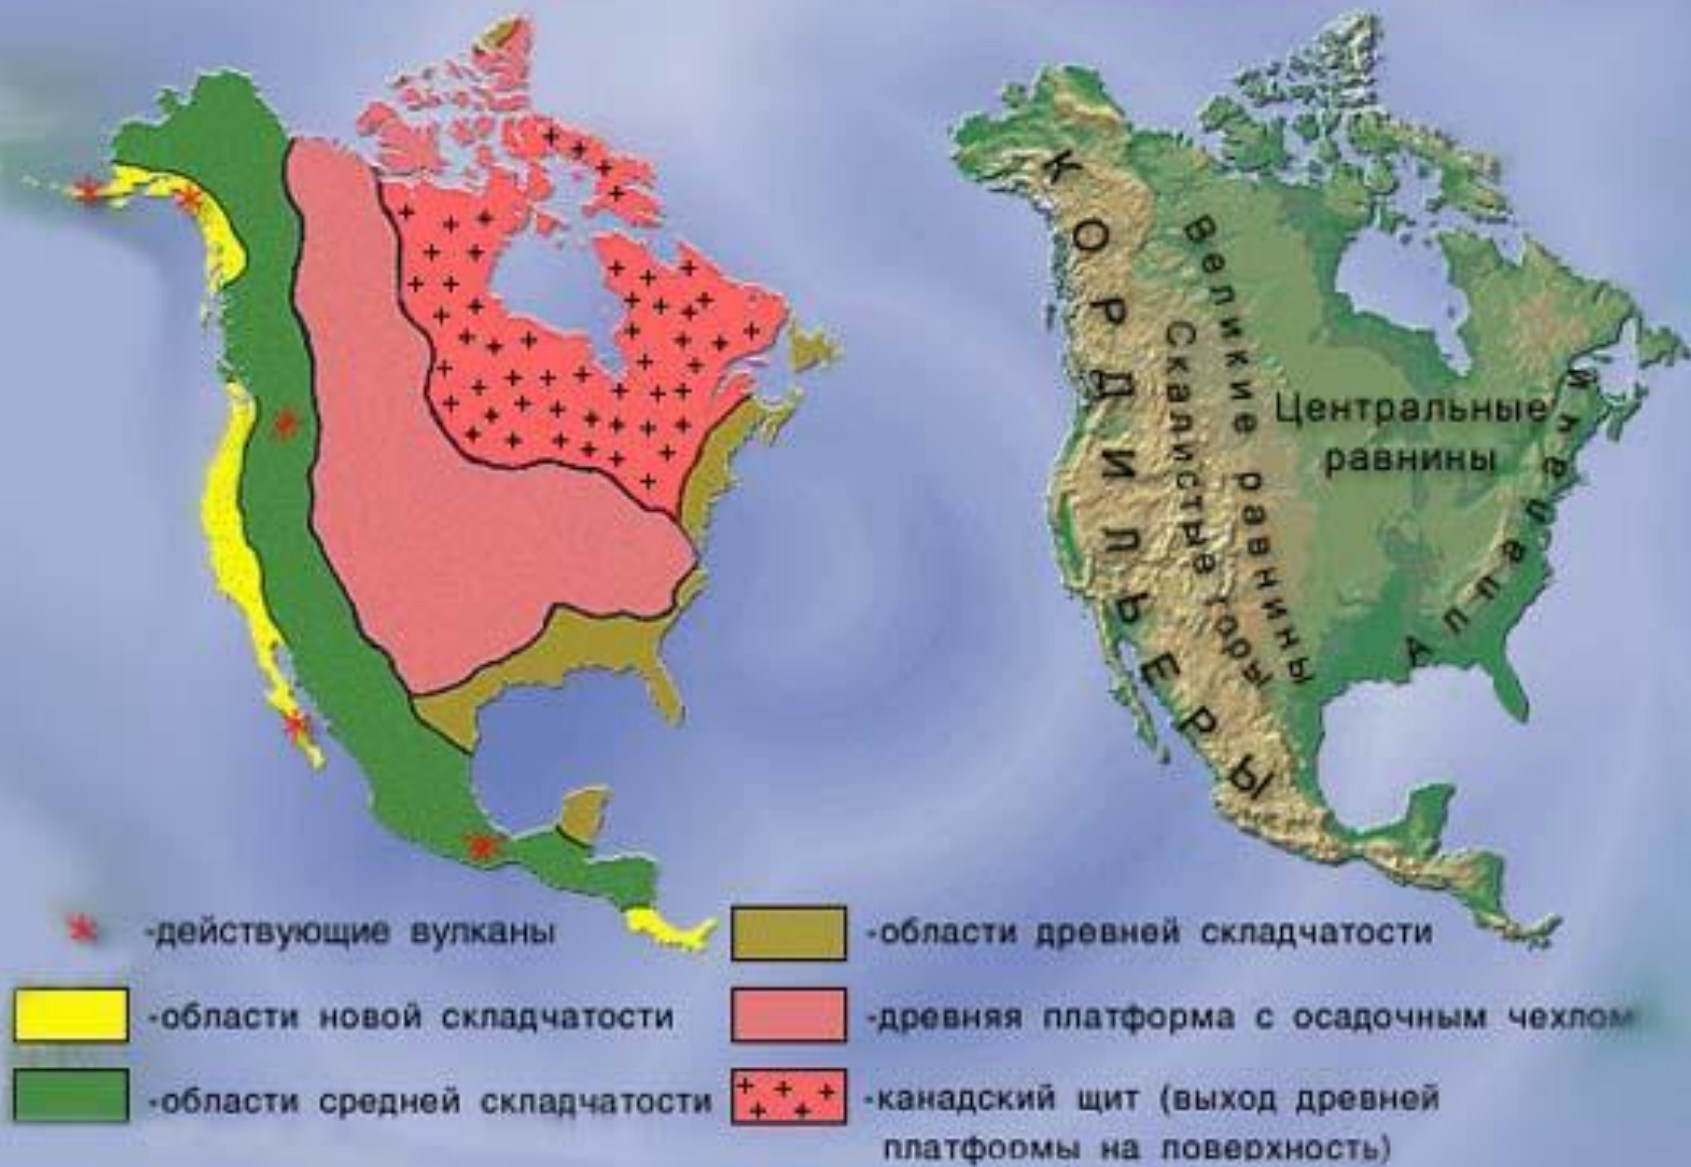 КОРДИЛЬЕРЫ
Скалистые горы
Великие равнины
Центральные
равнины
Аппалачи
-действующие вулканы
-области новой складчатости
-области средней складчатости
-области древней складчатости
-древняя платформа с осадочным чехлом
-канадский щит (выход древней
платформы на поверхность)